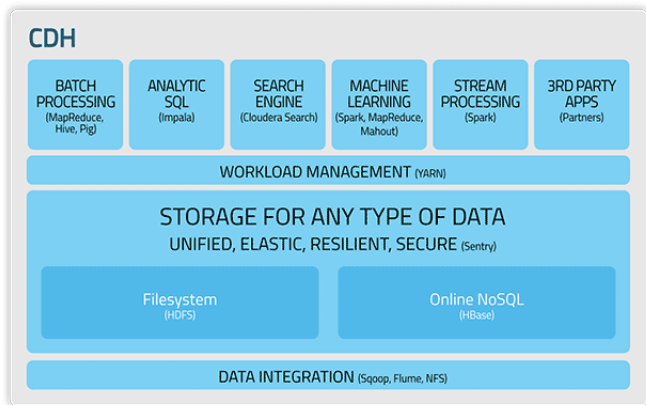 CDH
BATCH
PROCESSING
(MapReduce,
Hive, Pig)
ANALYTIC
SQL
(Impala)
SEARCH
ENGINE
(Cloudera Search)
MACHINE
LEARNING
(Spark, MapReduce,
Mahout)
STREAM
PROCESSING
(Spark)
3RD PARTY
APPS
(Partners)
WORKLOAD MANAGEMENT (YARN)
STORAGE FOR ANY TYPE OF DATA
UNIFIED, ELASTIC, RESILIENT, SECURE (Sentry)
Filesystem
(HDFS)
Online NoSQL
(HBase)
DATA INTEGRATION (Sqoop, Flume, NFS)